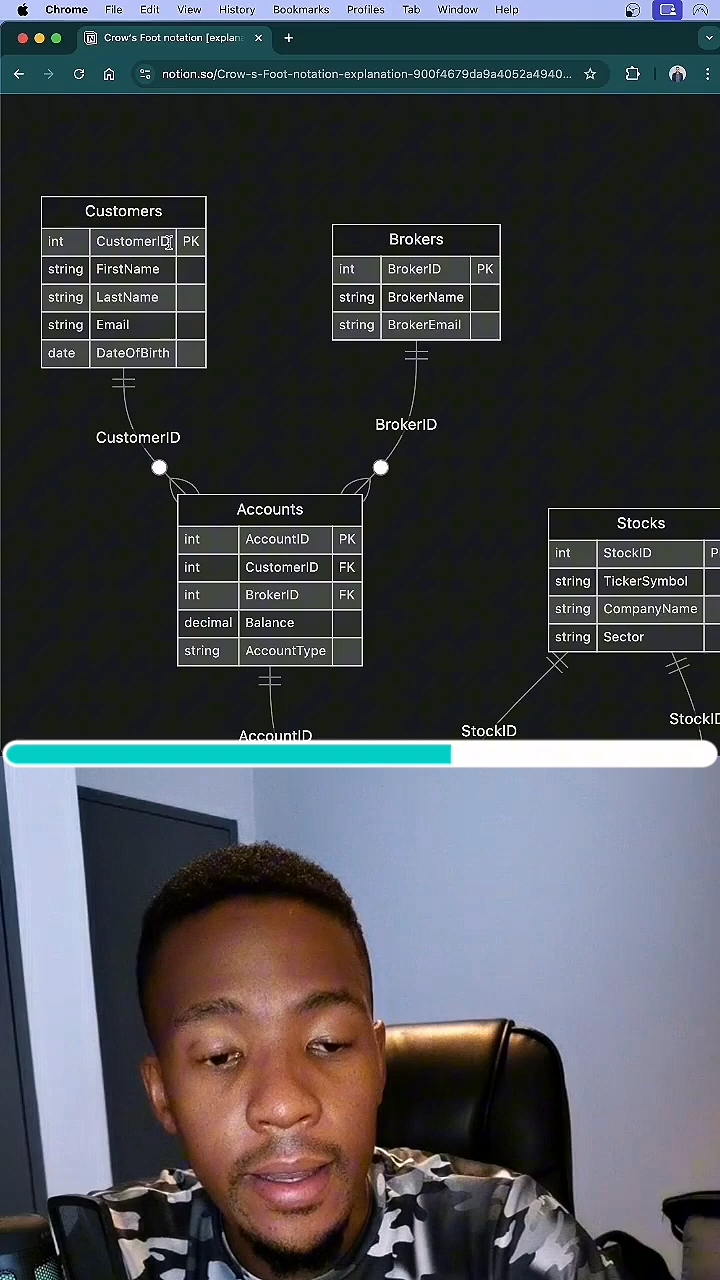 Chrome File Edit View History Bookmarks Profiles Tab Window Help
Crow's Foot notation [explan
notion.so/Crow-s-Foot-notation-explanation-900f4679da9a4052a4940...
Customers
int CustomerID PK
string FirstName
string LastName
string Email
date DateOfBirth
Brokers
int BrokerID PK
string BrokerName
string BrokerEmail
CustomerID
BrokerID
Accounts
int AccountID PK
int CustomerID FK
int BrokerID FK
decimal Balance
string AccountType
Stocks
int StockID P
string TickerSymbol
string CompanyName
string Sector
AccountID
StockID
StockID